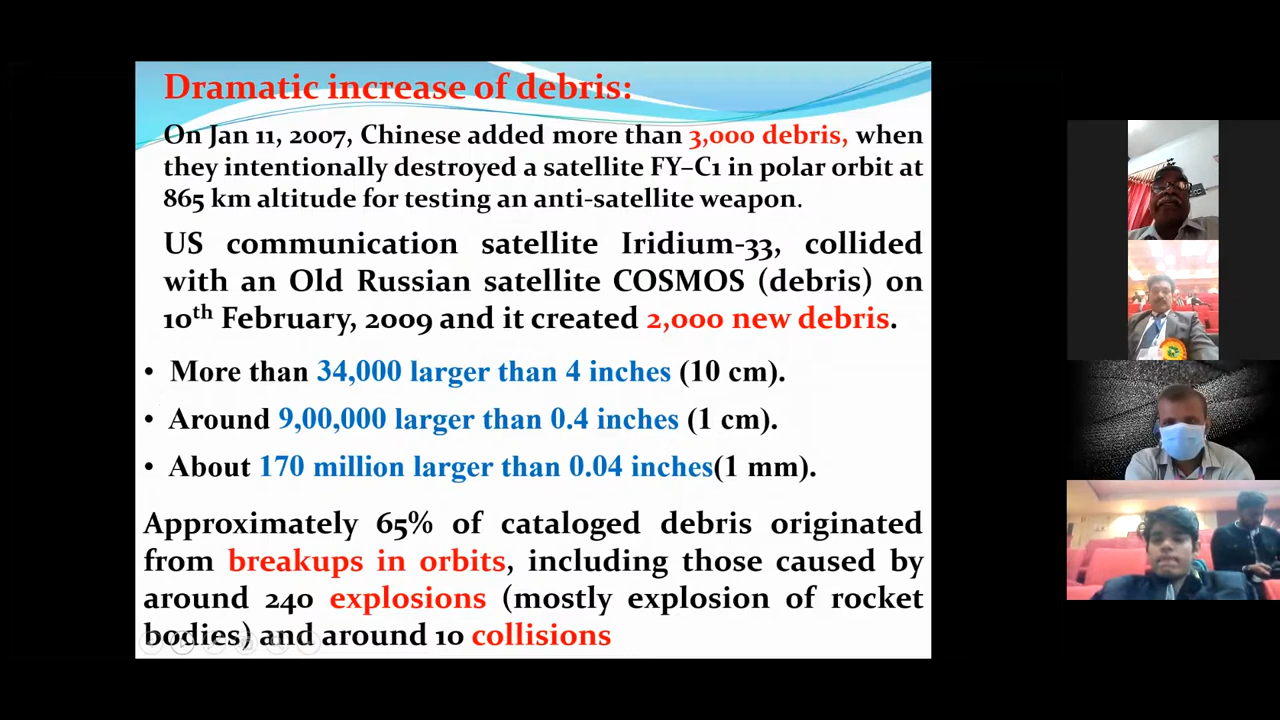 Dramatic increase of debris:
On Jan 11, 2007, Chinese added more than 3,000 debris, when
they intentionally destroyed a satellite FY–C1 in polar orbit at
865 km altitude for testing an anti-satellite weapon.
US communication satellite Iridium-33, collided
with an Old Russian satellite COSMOS (debris) on
10th February, 2009 and it created 2,000 new debris.
• More than 34,000 larger than 4 inches (10 cm).
• Around 9,00,000 larger than 0.4 inches (1 cm).
• About 170 million larger than 0.04 inches(1 mm).
Approximately 65% of cataloged debris originated
from breakups in orbits, including those caused by
around 240 explosions (mostly explosion of rocket
bodies) and around 10 collisions